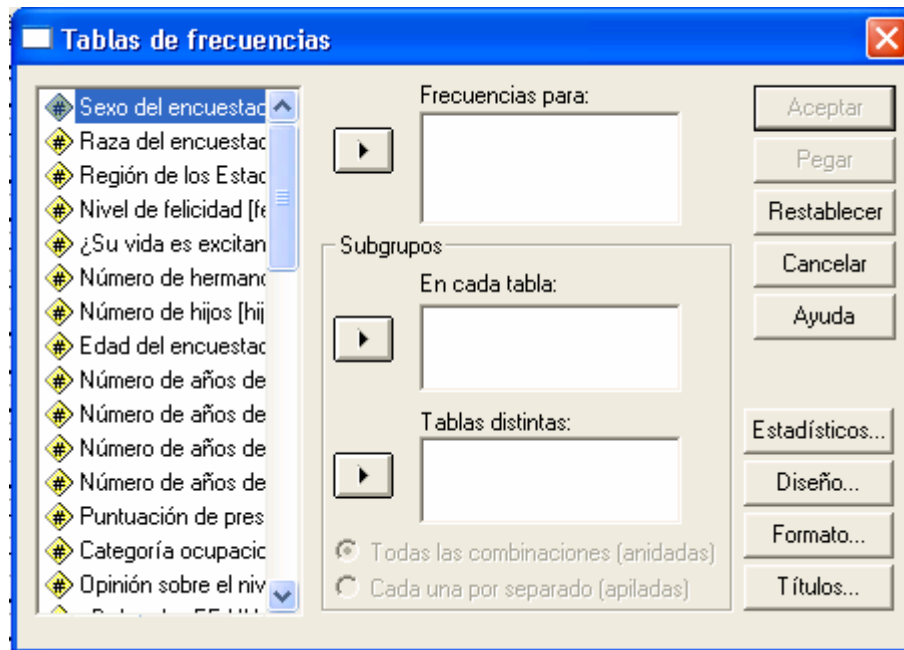 Tablas de frecuencias
Sexo del encuestad
Raza del encuestad
Región de los Estad
Nivel de felicidad [fe
¿Su vida es excitan
Número de hermano
Número de hijos [hij
Edad del encuestad
Número de años de
Número de años de
Número de años de
Número de años de
Puntuación de pres
Categoría ocupacio
Opinión sobre el niv
Frecuencias para:
Subgrupos
En cada tabla:
Tablas distintas:
Todas las combinaciones (anidadas)
Cada una por separado (apiladas)
Aceptar
Pegar
Restablecer
Cancelar
Ayuda
Estadísticos...
Diseño...
Formato...
Títulos...